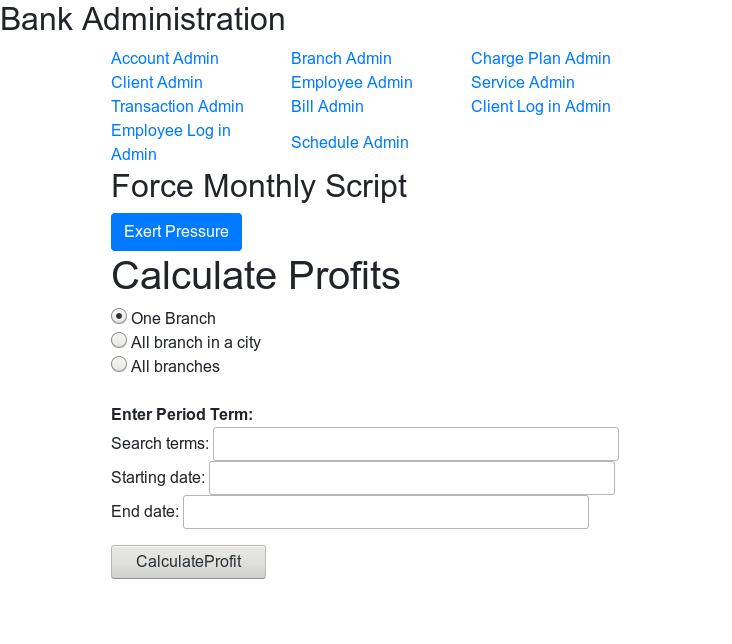 Bank Administration
Account Admin Branch Admin Charge Plan Admin
Client Admin Employee Admin Service Admin
Transaction Admin Bill Admin Client Log in Admin
Employee Log in Admin Schedule Admin
Force Monthly Script
Exert Pressure
Calculate Profits
One Branch
All branch in a city
All branches
Enter Period Term:
Search terms:
Starting date:
End date:
CalculateProfit